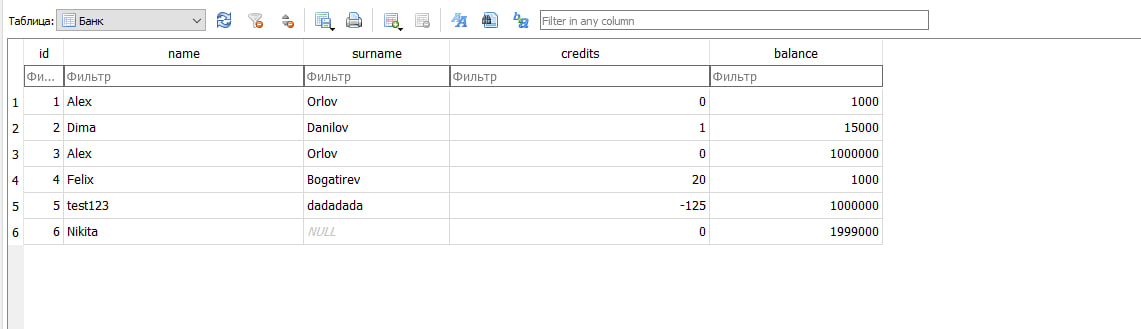 Таблица: Банк Filter in any column
id name surname credits balance
Фи... Фильтр Фильтр Фильтр Фильтр
1 1 Alex Orlov 0 1000
2 2 Dima Danilov 1 15000
3 3 Alex Orlov 0 1000000
4 4 Felix Bogatirev 20 1000
5 5 test123 dadadada -125 1000000
6 6 Nikita NULL 0 1999000